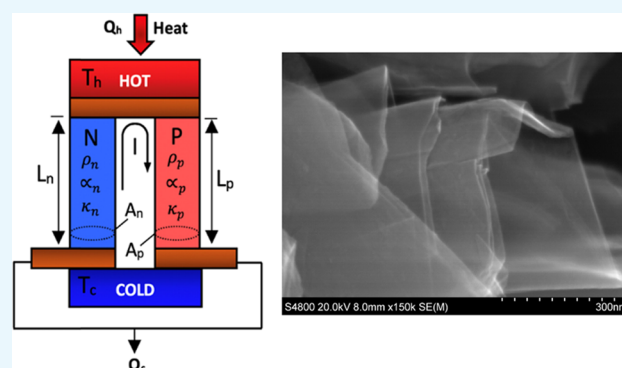 Qh Heat
Th HOT
N I P
Ln ρn ρp Lp
∝n ∝p
κn An κp
Ap
Tc COLD
S4800 20.0kV 8.0mm x150k SE(M) 300nm